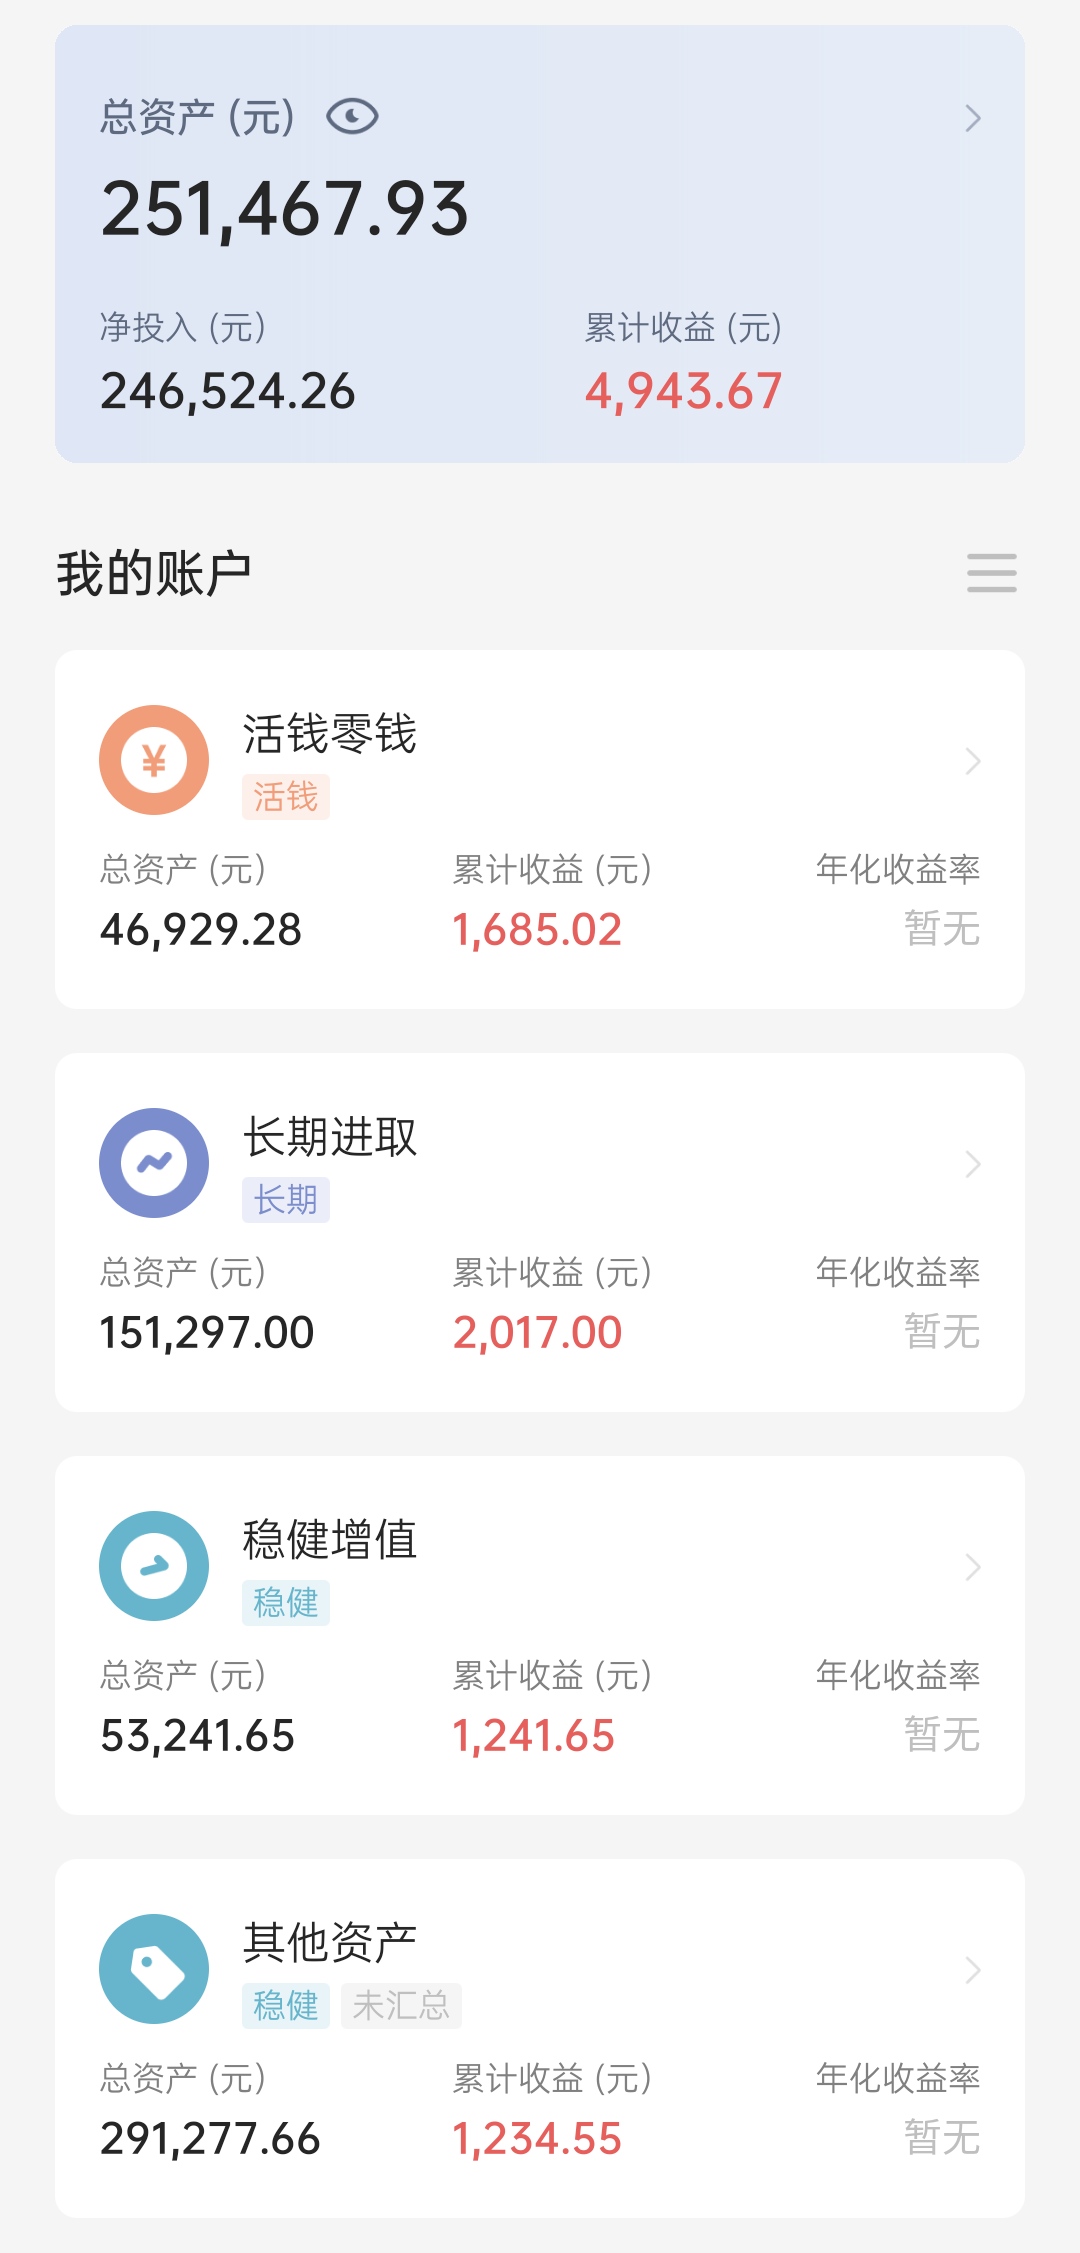 总资产 (元)
251,467.93
净投入 (元) 累计收益 (元)
246,524.26 4,943.67
我的账户
¥ 活钱零钱
活钱
总资产 (元) 累计收益 (元) 年化收益率
46,929.28 1,685.02 暂无
长期进取
长期
总资产 (元) 累计收益 (元) 年化收益率
151,297.00 2,017.00 暂无
稳健增值
稳健
总资产 (元) 累计收益 (元) 年化收益率
53,241.65 1,241.65 暂无
其他资产
稳健 未汇总
总资产 (元) 累计收益 (元) 年化收益率
291,277.66 1,234.55 暂无